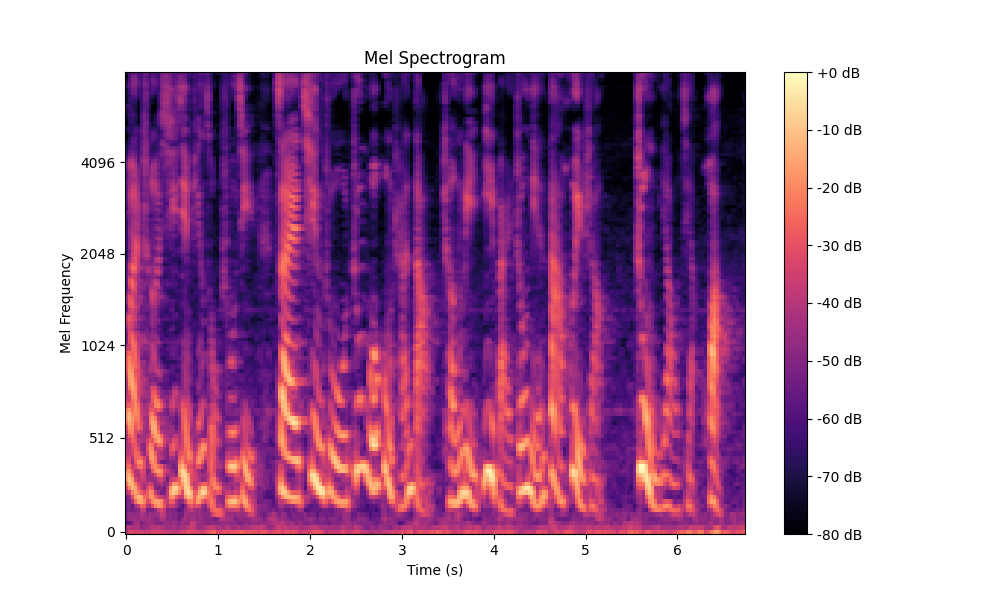 Mel Spectrogram
Mel Frequency
4096
2048
1024
512
0
0 1 2 3 4 5 6
Time (s)
+0 dB
-10 dB
-20 dB
-30 dB
-40 dB
-50 dB
-60 dB
-70 dB
-80 dB